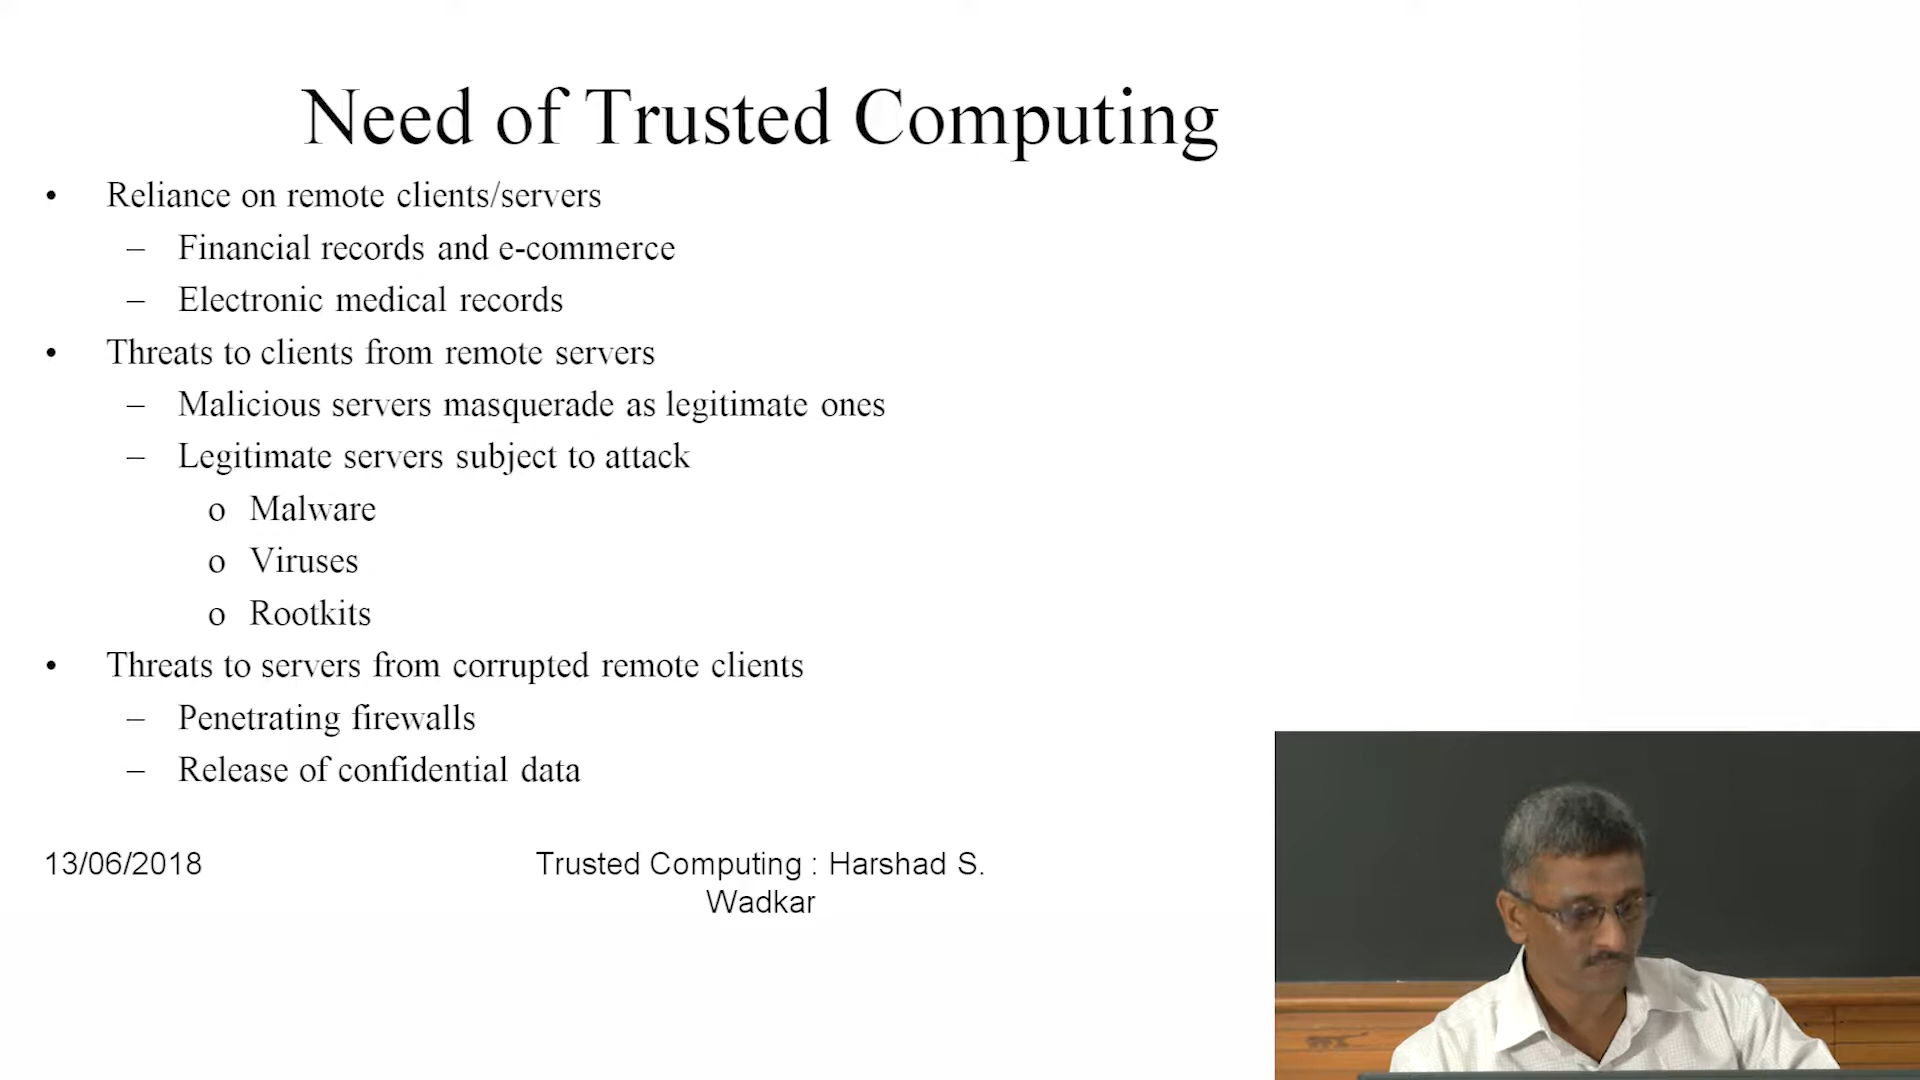 Need of Trusted Computing
• Reliance on remote clients/servers
– Financial records and e-commerce
– Electronic medical records
• Threats to clients from remote servers
– Malicious servers masquerade as legitimate ones
– Legitimate servers subject to attack
o Malware
o Viruses
o Rootkits
• Threats to servers from corrupted remote clients
– Penetrating firewalls
– Release of confidential data
13/06/2018
Trusted Computing : Harshad S.
Wadkar